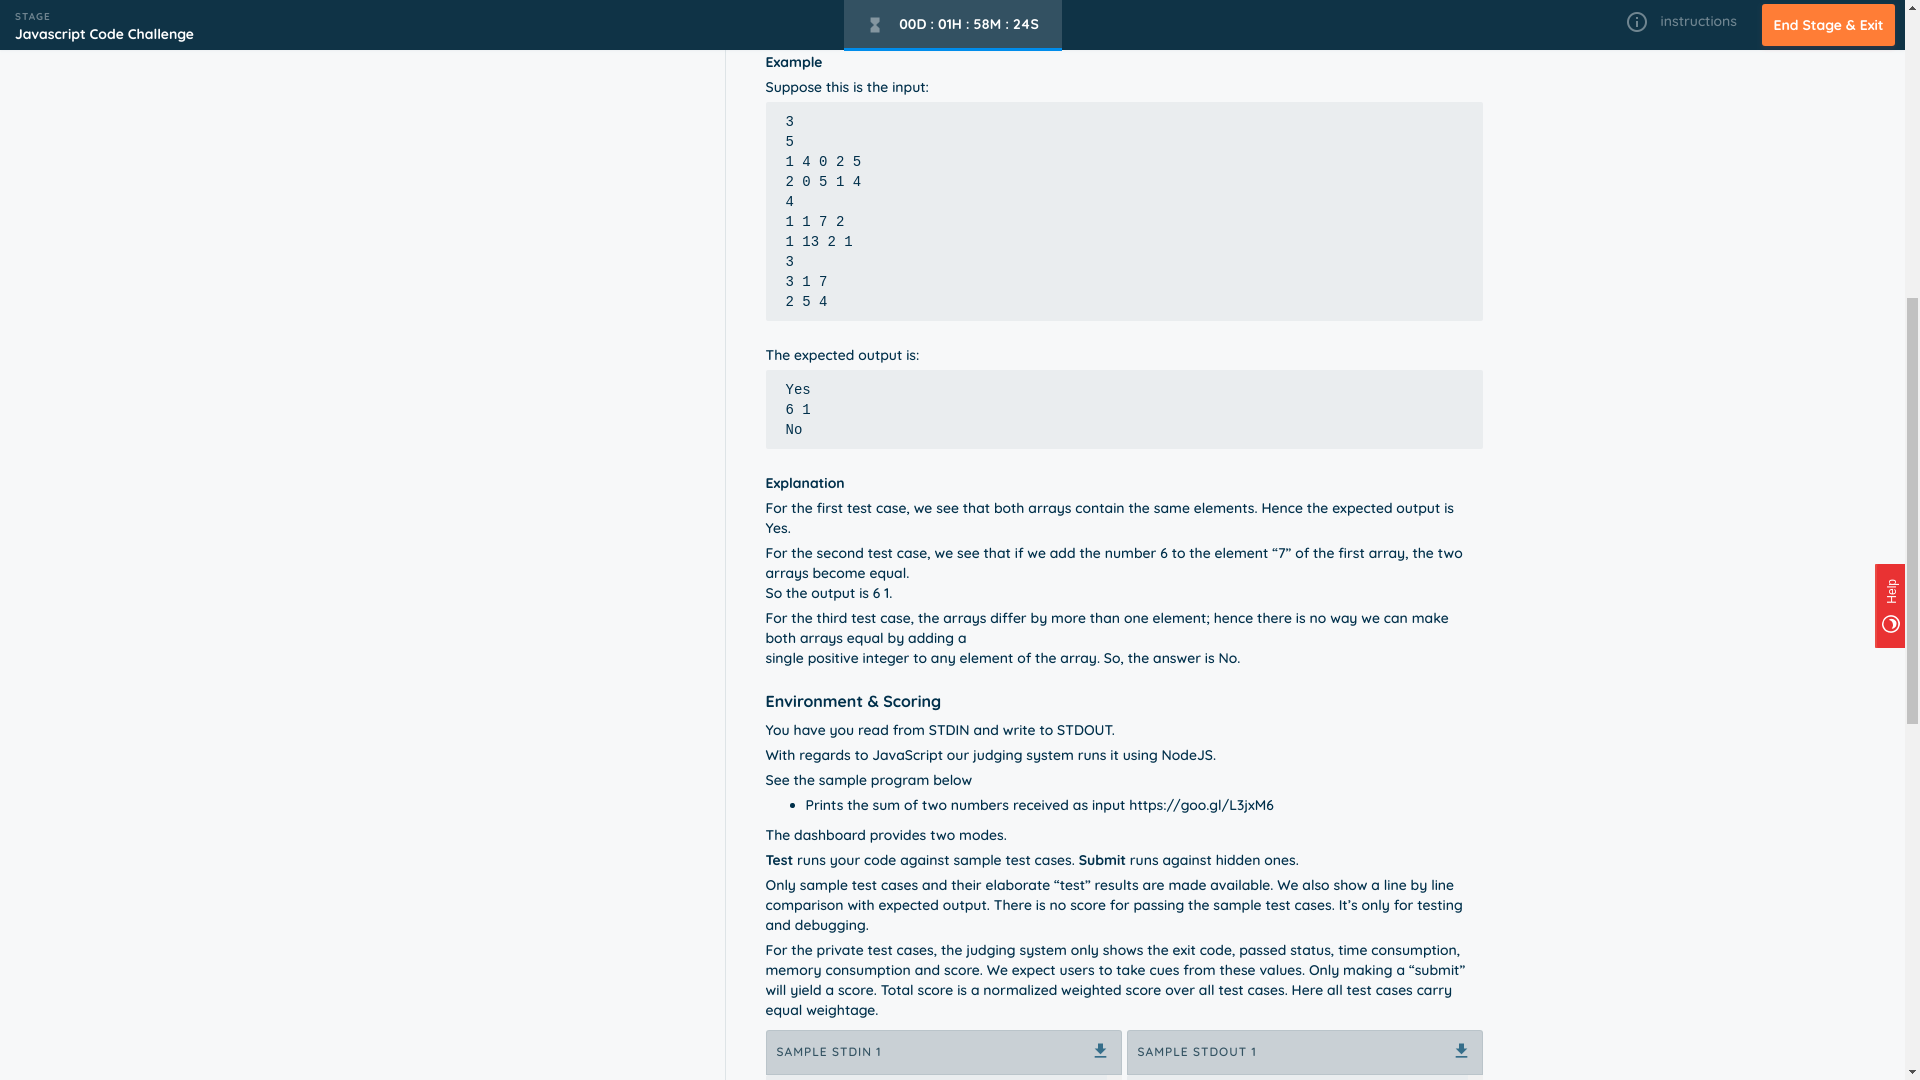 STAGE
Javascript Code Challenge
00D : 01H : 58M : 24S
instructions
End Stage & Exit
Example
Suppose this is the input:
3
5
1 4 0 2 5
2 0 5 1 4
4
1 1 7 2
1 13 2 1
3
3 1 7
2 5 4
The expected output is:
Yes
6 1
No
Explanation
For the first test case, we see that both arrays contain the same elements. Hence the expected output is
Yes.
For the second test case, we see that if we add the number 6 to the element “7” of the first array, the two
arrays become equal.
So the output is 6 1.
For the third test case, the arrays differ by more than one element; hence there is no way we can make
both arrays equal by adding a
single positive integer to any element of the array. So, the answer is No.
Help
Environment & Scoring
You have you read from STDIN and write to STDOUT.
With regards to JavaScript our judging system runs it using NodeJS.
See the sample program below
• Prints the sum of two numbers received as input https://goo.gl/L3jxM6
The dashboard provides two modes.
Test runs your code against sample test cases. Submit runs against hidden ones.
Only sample test cases and their elaborate “test” results are made available. We also show a line by line
comparison with expected output. There is no score for passing the sample test cases. It’s only for testing
and debugging.
For the private test cases, the judging system only shows the exit code, passed status, time consumption,
memory consumption and score. We expect users to take cues from these values. Only making a “submit”
will yield a score. Total score is a normalized weighted score over all test cases. Here all test cases carry
equal weightage.
SAMPLE STDIN 1
SAMPLE STDOUT 1